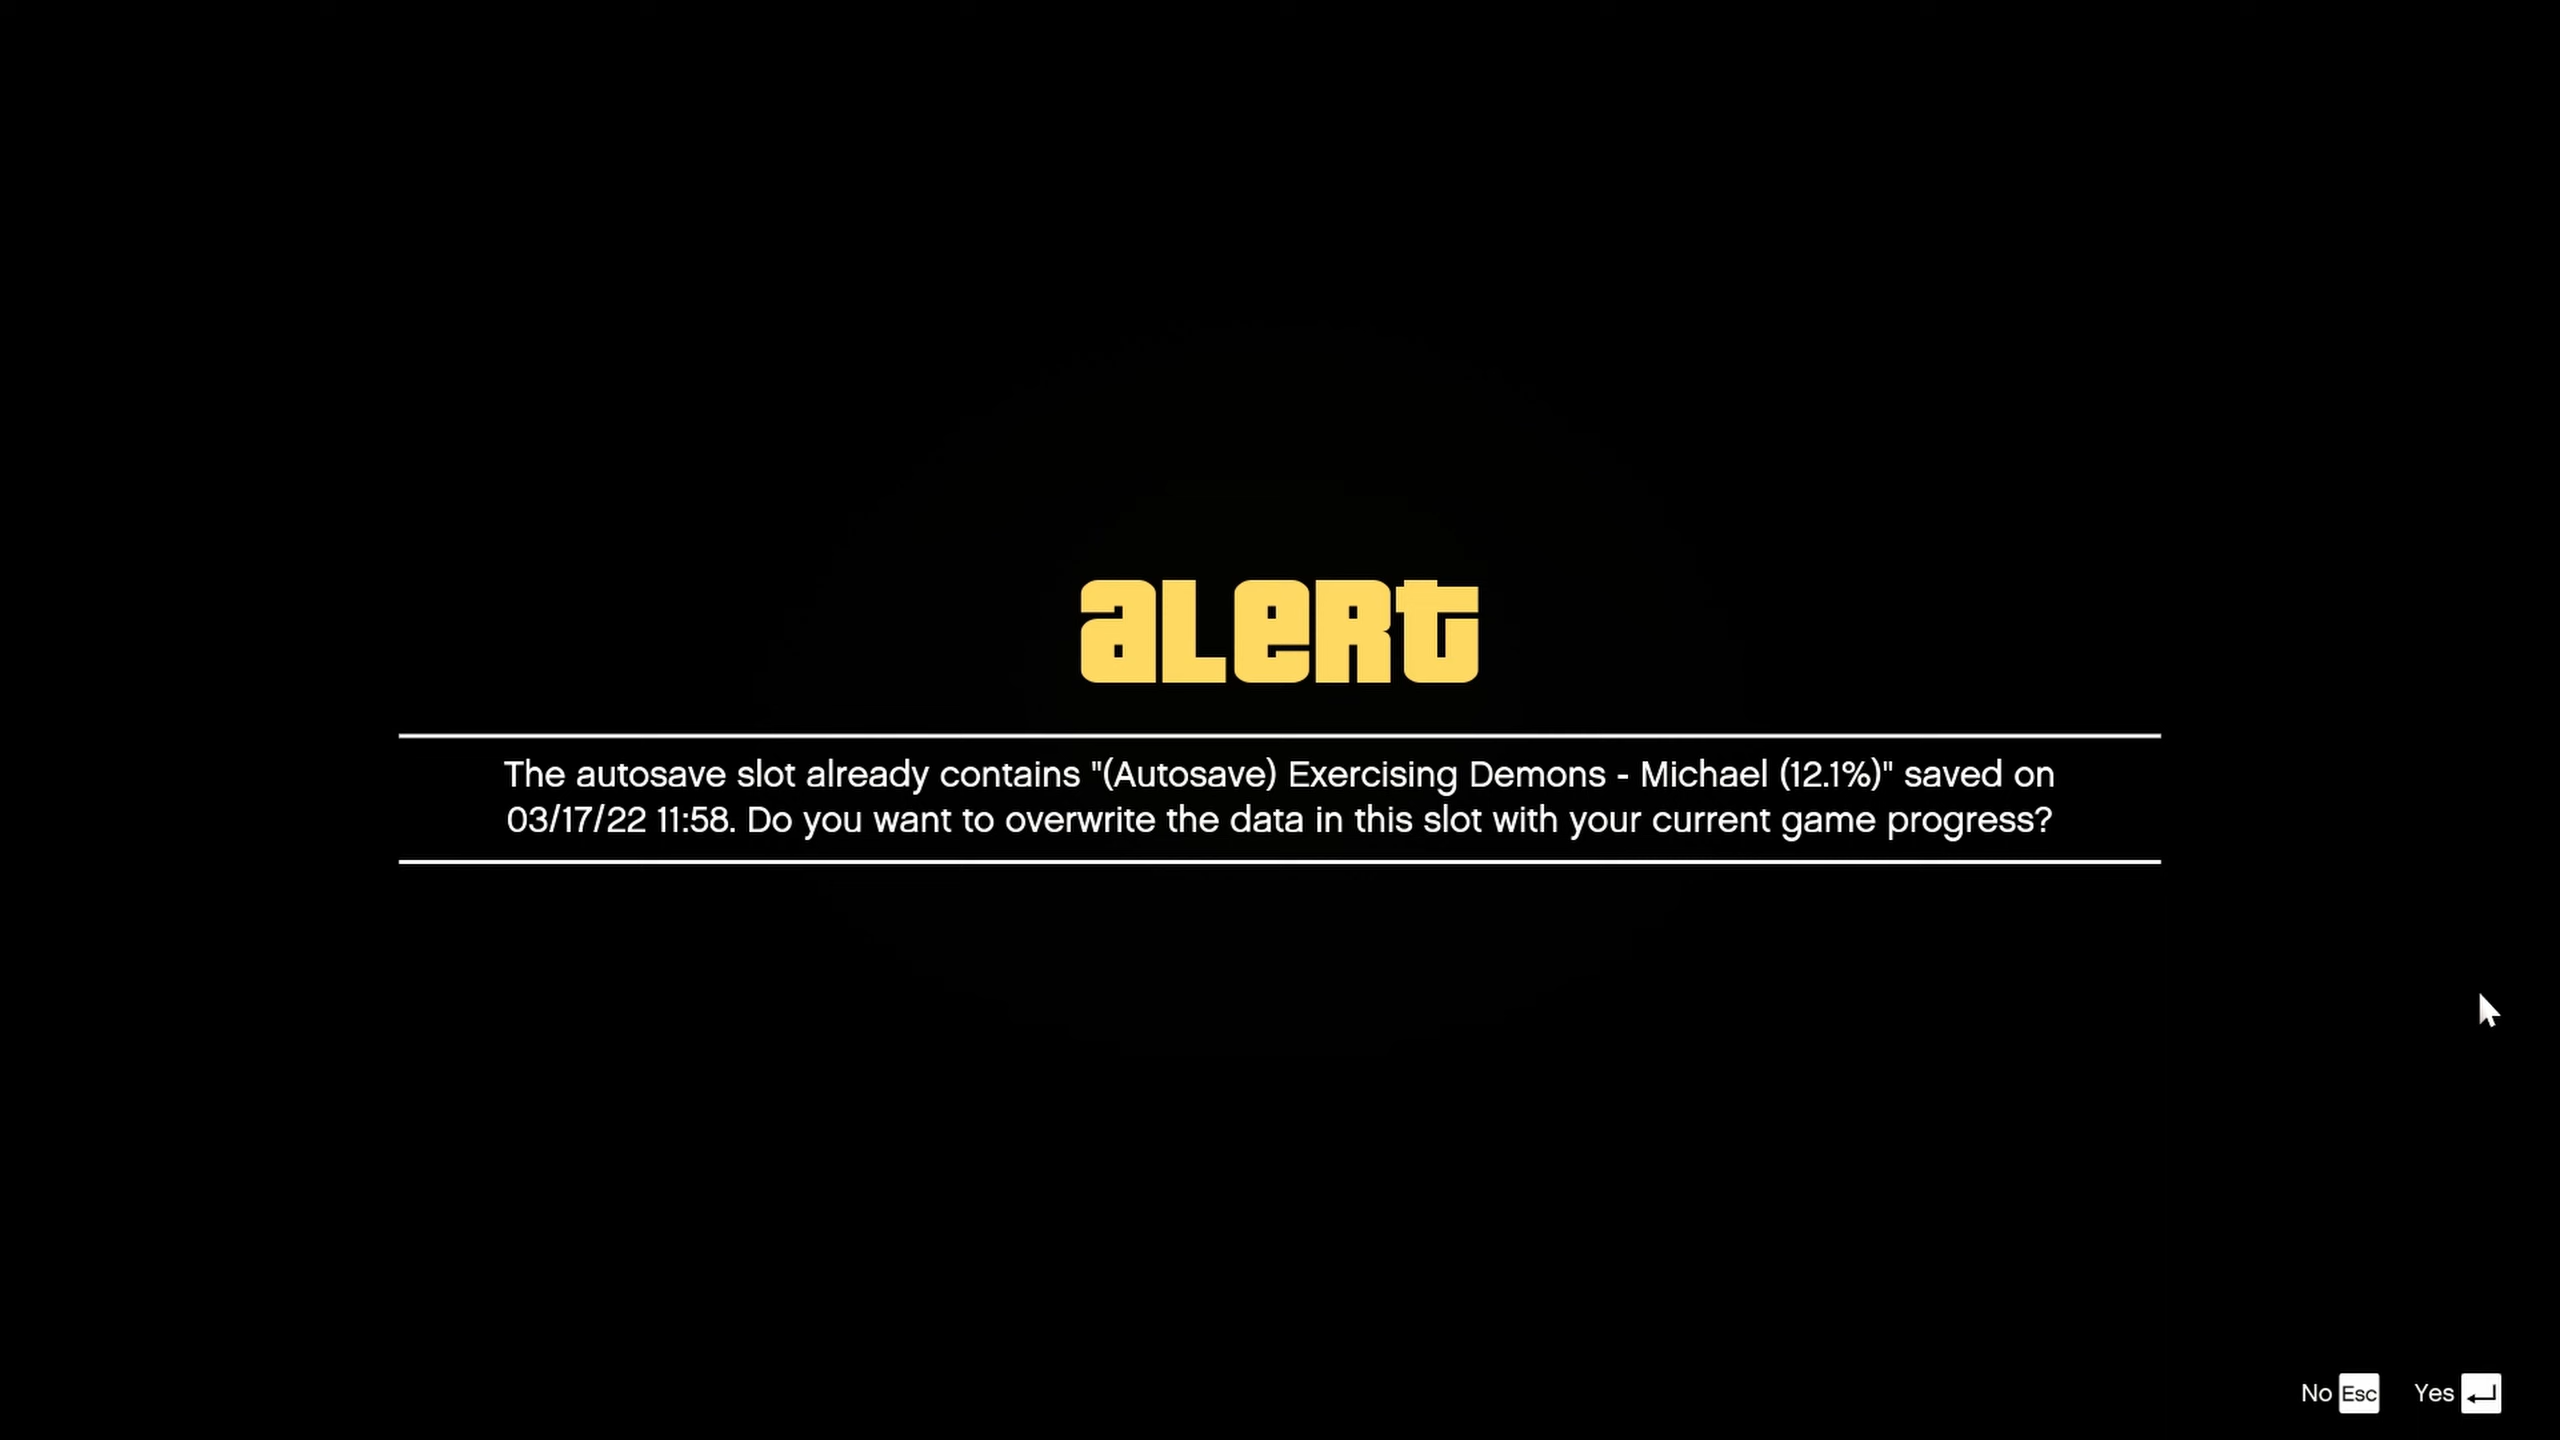 aLeRt
The autosave slot already contains "(Autosave) Exercising Demons - Michael (12.1%)" saved on
03/17/22 11:58. Do you want to overwrite the data in this slot with your current game progress?
No Esc Yes